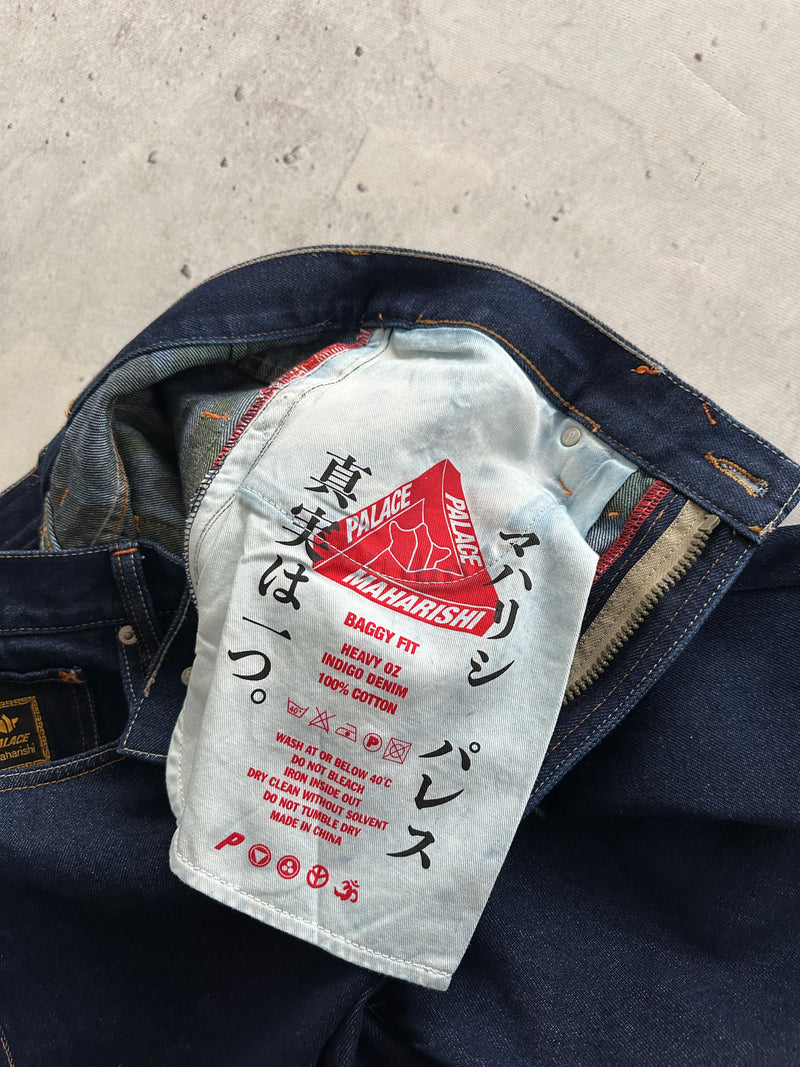 真実は一つ。
PALACE
PALACE
MAHARISHI
マハリシ パレス
BAGGY FIT
HEAVY OZ
INDIGO DENIM
100% COTTON
40°
P
WASH AT OR BELOW 40°C
DO NOT BLEACH
IRON INSIDE OUT
DRY CLEAN WITHOUT SOLVENT
DO NOT TUMBLE DRY
MADE IN CHINA
P
ॐ
PALACE
maharishi